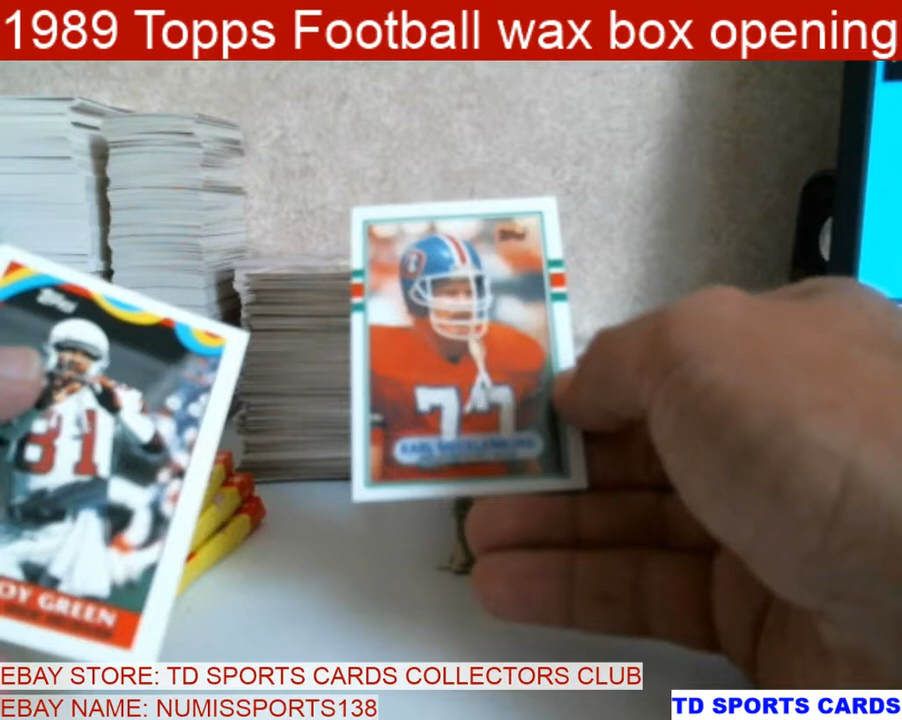 1989 Topps Football wax box opening
Topps
Topps
77
81
OY GREEN
EBAY STORE: TD SPORTS CARDS COLLECTORS CLUB
EBAY NAME: NUMISSPORTS138
TD SPORTS CARDS